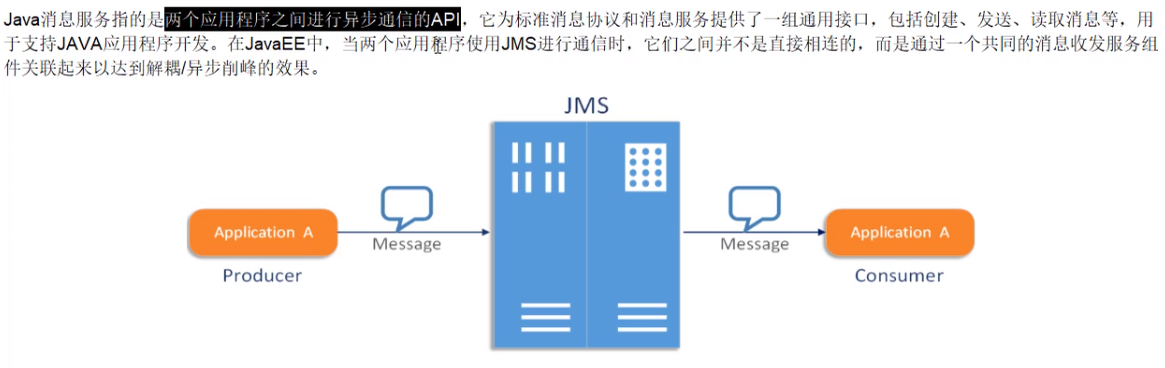 Java消息服务指的是两个应用程序之间进行异步通信的API，它为标准消息协议和消息服务提供了一组通用接口，包括创建、发送、读取消息等，用
于支持JAVA应用程序开发。在JavaEE中，当两个应用程序使用JMS进行通信时，它们之间并不是直接相连的，而是通过一个共同的消息收发服务组
件关联起来以达到解耦/异步削峰的效果。
JMS
Application A
Message
Message
Application A
Producer
Consumer